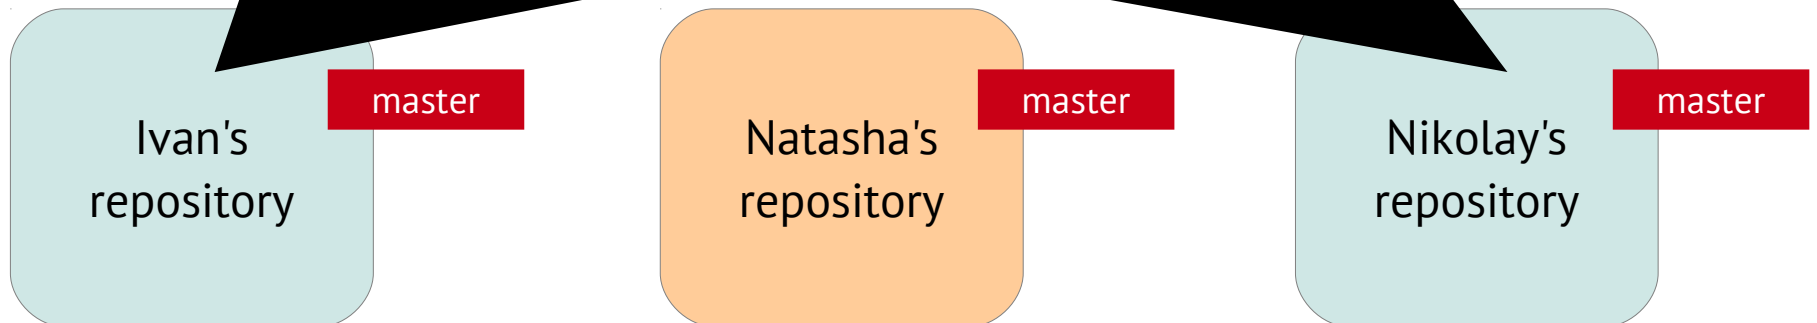 Ivan's
repository
master
Natasha's
repository
master
Nikolay's
repository
master